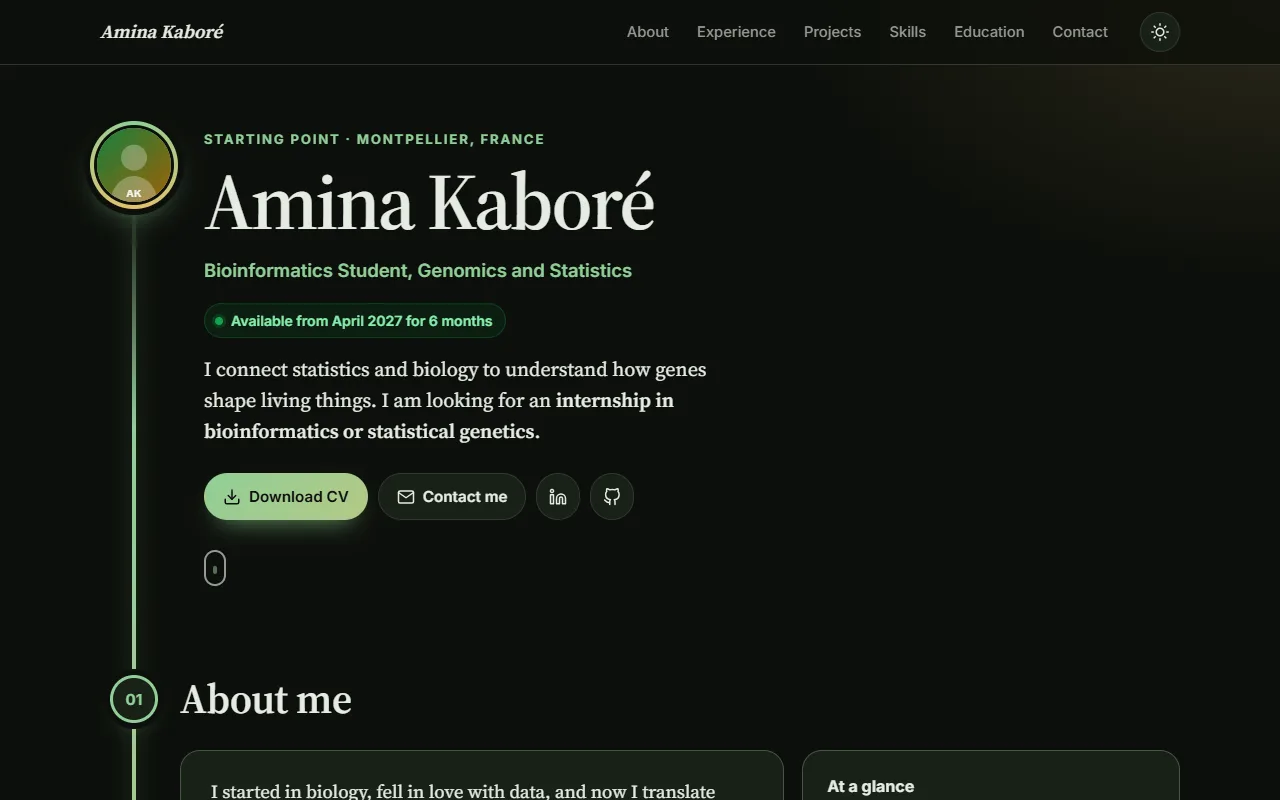 Amina Kaboré
About
Experience
Projects
Skills
Education
Contact
AK
STARTING POINT · MONTPELLIER, FRANCE
Amina Kaboré
Bioinformatics Student, Genomics and Statistics
Available from April 2027 for 6 months
I connect statistics and biology to understand how genes
shape living things. I am looking for an internship in
bioinformatics or statistical genetics.
Download CV
Contact me
01
About me
I started in biology, fell in love with data, and now I translate
At a glance